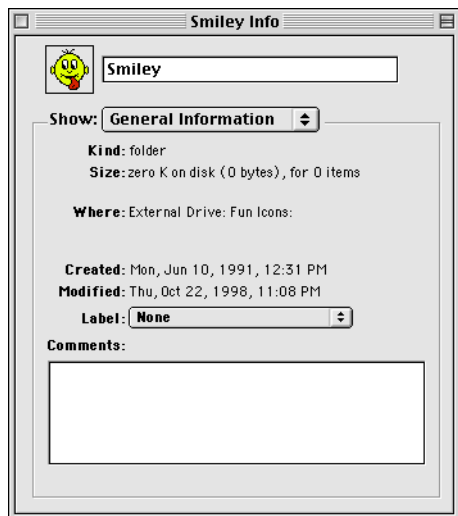 Smiley Info
Smiley
Show: General Information
Kind: folder
Size: zero K on disk (0 bytes), for 0 items
Where: External Drive: Fun Icons:
Created: Mon, Jun 10, 1991, 12:31 PM
Modified: Thu, Oct 22, 1998, 11:08 PM
Label: None
Comments: